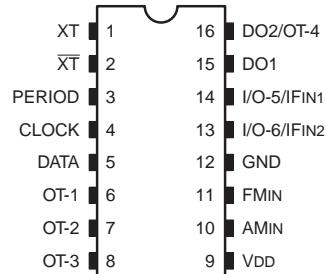 XT 1 16 DO2/OT-4
X̅T̅ 2 15 DO1
PERIOD 3 14 I/O-5/IFIN1
CLOCK 4 13 I/O-6/IFIN2
DATA 5 12 GND
OT-1 6 11 FMIN
OT-2 7 10 AMIN
OT-3 8 9 VDD